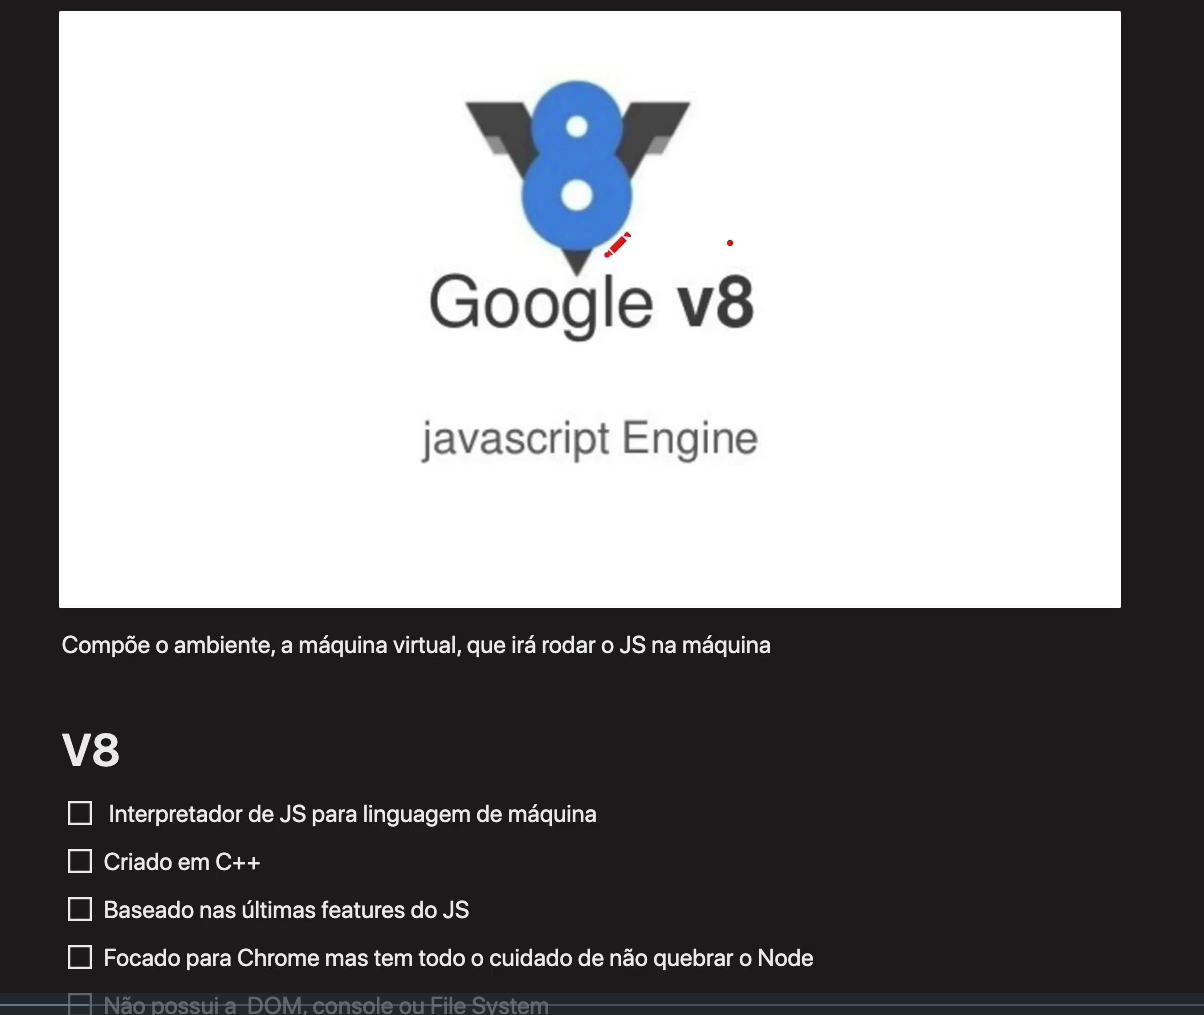 V8
Google v8
javascript Engine
Compõe o ambiente, a máquina virtual, que irá rodar o JS na máquina
V8
Interpretador de JS para linguagem de máquina
Criado em C++
Baseado nas últimas features do JS
Focado para Chrome mas tem todo o cuidado de não quebrar o Node
Não possui a DOM, console ou File System